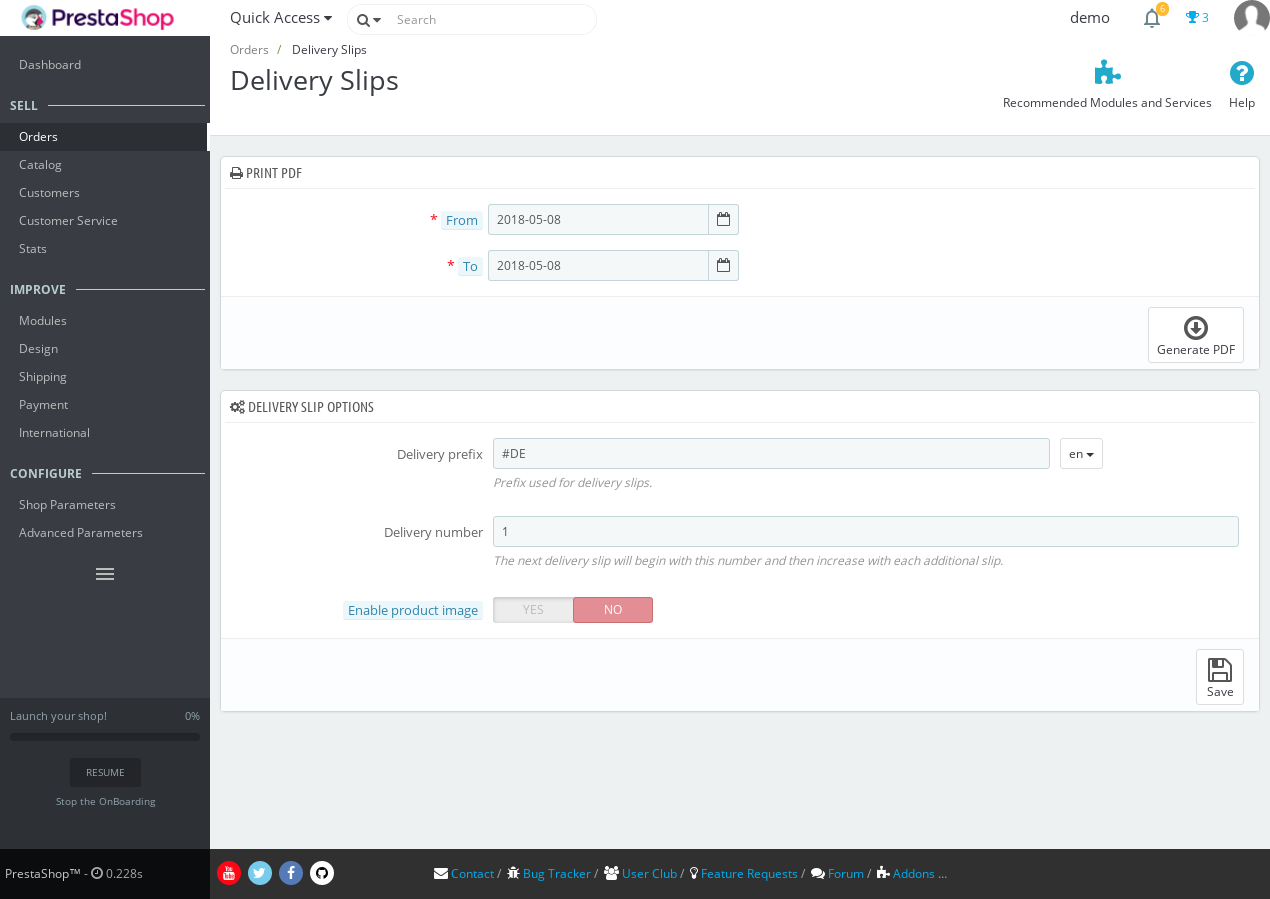 PrestaShop
Quick Access
Search
demo
6
3
Orders / Delivery Slips
Delivery Slips
Recommended Modules and Services
Help
Dashboard
SELL
Orders
Catalog
Customers
Customer Service
Stats
IMPROVE
Modules
Design
Shipping
Payment
International
CONFIGURE
Shop Parameters
Advanced Parameters
Launch your shop! 0%
RESUME
Stop the OnBoarding
PrestaShop™ - 0.228s
PRINT PDF
* From 2018-05-08
* To 2018-05-08
Generate PDF
DELIVERY SLIP OPTIONS
Delivery prefix #DE en
Prefix used for delivery slips.
Delivery number 1
The next delivery slip will begin with this number and then increase with each additional slip.
Enable product image YES NO
Save
You Tube
Contact / Bug Tracker / User Club / Feature Requests / Forum / Addons ...